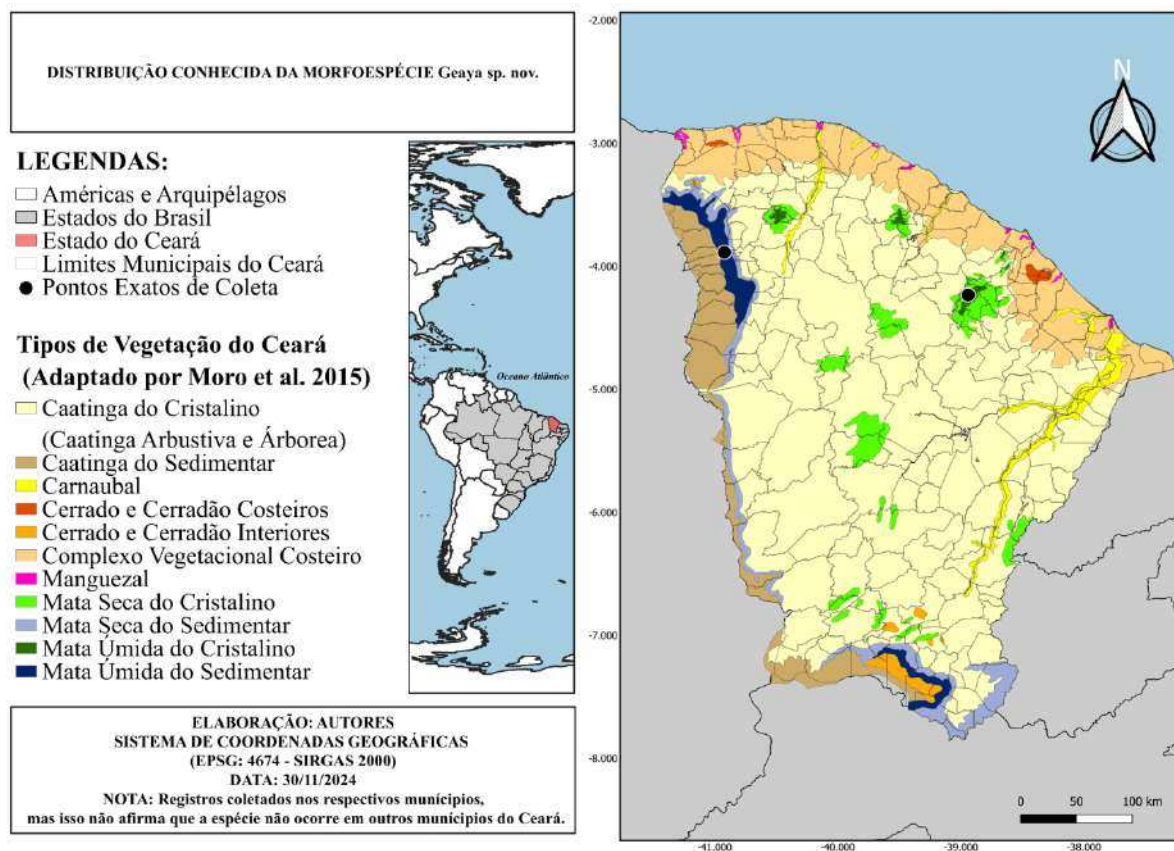 DISTRIBUIÇÃO CONHECIDA DA MORFOESPÉCIE Geaya sp. nov.
LEGENDAS:
Américas e Arquipélagos
Estados do Brasil
Estado do Ceará
Limites Municipais do Ceará
Pontos Exatos de Coleta
Tipos de Vegetação do Ceará
(Adaptado por Moro et al. 2015)
Caatinga do Cristalino
(Caatinga Arbustiva e Árborea)
Caatinga do Sedimentar
Carnaubal
Cerrado e Cerradão Costeiros
Cerrado e Cerradão Interiores
Complexo Vegetacional Costeiro
Manguezal
Mata Seca do Cristalino
Mata Seca do Sedimentar
Mata Úmida do Cristalino
Mata Úmida do Sedimentar
ELABORAÇÃO: AUTORES
SISTEMA DE COORDENADAS GEOGRÁFICAS
(EPSG: 4674 - SIRGAS 2000)
DATA: 30/11/2024
NOTA: Registros coletados nos respectivos munícipios,
mas isso não afirma que a espécie não ocorre em outros munícipios do Ceará.
Oceano Atlântico
-2.000
-3.000
-4.000
-5.000
-6.000
-7.000
-8.000
N
0 50 100 km
-41.000 -40.000 -39.000 -38.000